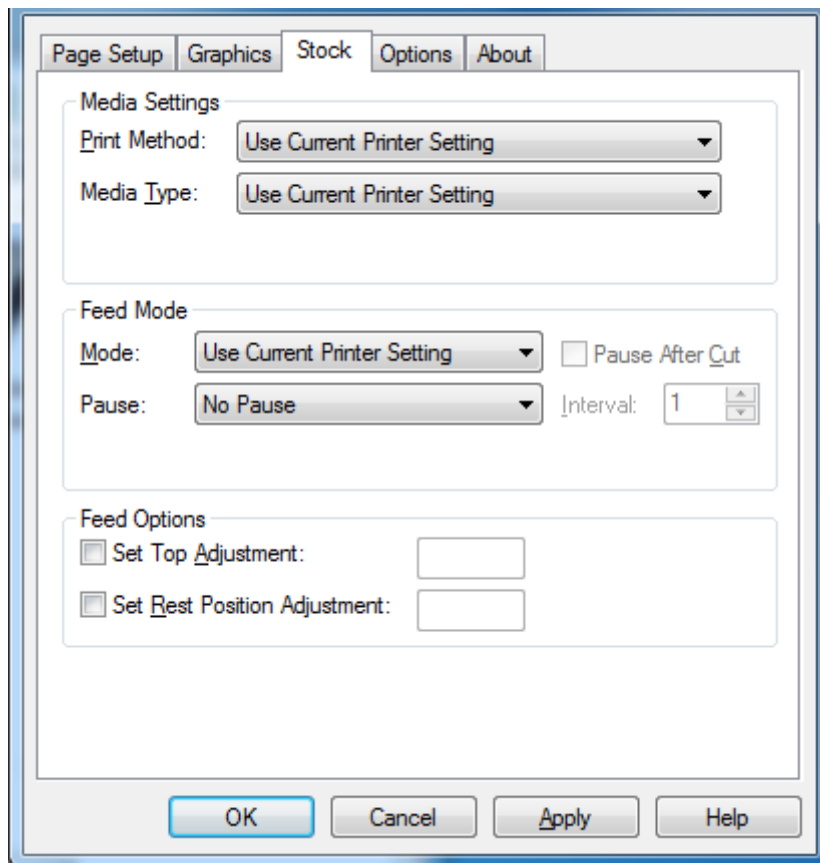 Page Setup Graphics Stock Options About
Media Settings
Print Method: Use Current Printer Setting
Media Type: Use Current Printer Setting
Feed Mode
Mode: Use Current Printer Setting Pause After Cut
Pause: No Pause Interval: 1
Feed Options
Set Top Adjustment:
Set Rest Position Adjustment:
OK Cancel Apply Help